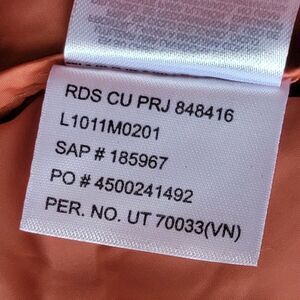 RDS CU PRJ 848416
L1011M0201
SAP # 185967
PO # 4500241492
PER. NO. UT 70033(VN)